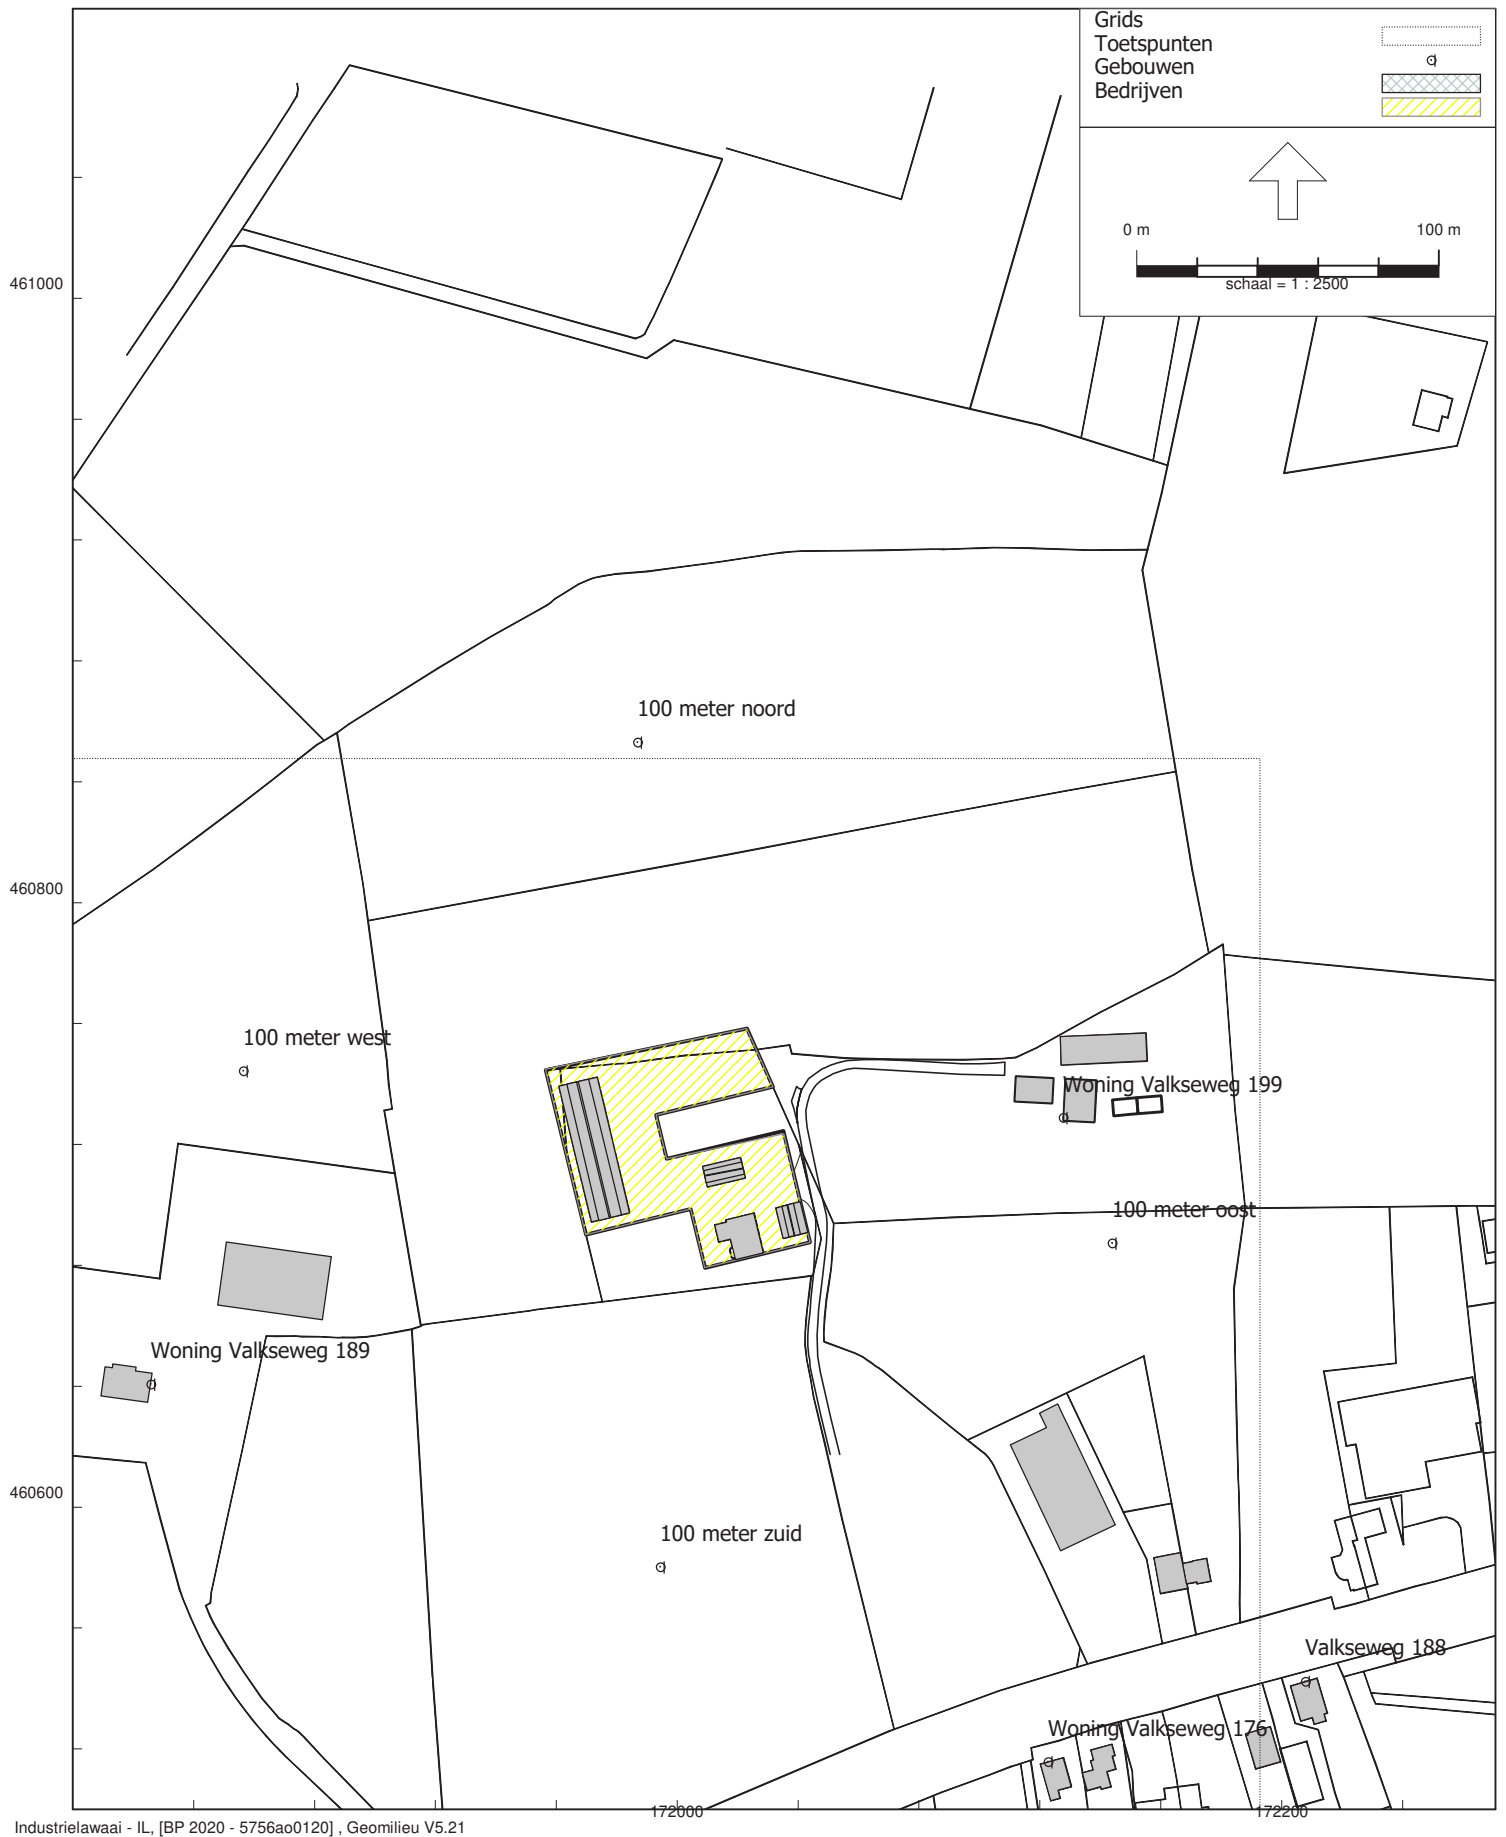 Grids
Toetspunten
Gebouwen
Bedrijven
0 m 100 m
schaal = 1 : 2500
461000
100 meter noord
460800
100 meter west
Woning Valkseweg 199
100 meter oost
Woning Valkseweg 189
460600
100 meter zuid
Valkseweg 188
Woning Valkseweg 176
172000 172200
Industrielawaai - IL, [BP 2020 - 5756ao0120] , Geomilieu V5.21